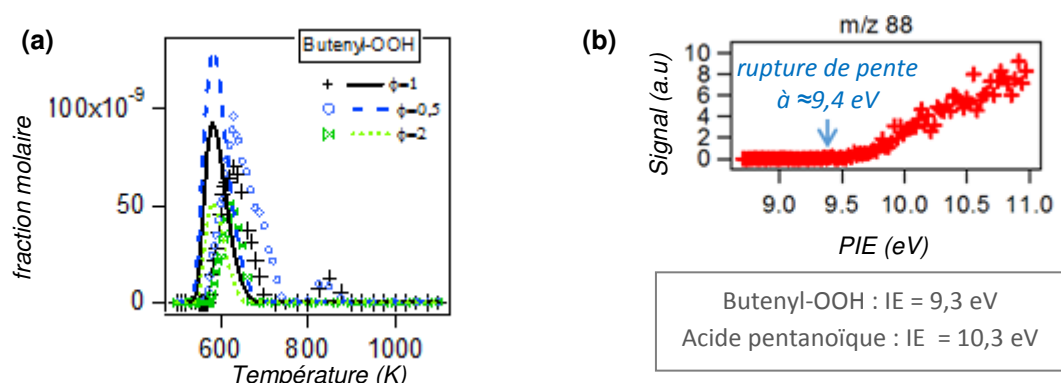 (a)
Butenyl-OOH
ϕ=1
ϕ=0,5
ϕ=2
100x10⁻⁹
50
0
fraction molaire
600
800
1000
Température (K)
(b)
m/z 88
rupture de pente
à ≈9,4 eV
Signal (a.u)
10
8
6
4
2
0
9.0
9.5
10.0
10.5
11.0
PIE (eV)
Butenyl-OOH : IE = 9,3 eV
Acide pentanoïque : IE = 10,3 eV